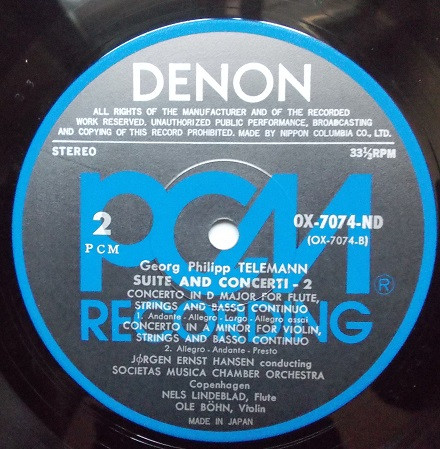 DENON
ALL RIGHTS OF THE MANUFACTURER AND OF THE RECORDED
WORK RESERVED. UNAUTHORIZED PUBLIC PERFORMANCE, BROADCASTING
AND COPYING OF THIS RECORD PROHIBITED. MADE BY NIPPON COLUMBIA CO., LTD.
STEREO 33⅓RPM
PCM
RECORDING ®
2
PCM
OX-7074-ND
(OX-7074-B)
Georg Philipp TELEMANN
SUITE AND CONCERTI - 2
CONCERTO IN D MAJOR FOR FLUTE,
STRINGS AND BASSO CONTINUO
1. Andante - Allegro - Largo - Allegro assai
CONCERTO IN A MINOR FOR VIOLIN,
STRINGS AND BASSO CONTINUO
2. Allegro - Andante - Presto
JØRGEN ERNST HANSEN conducting
SOCIETAS MUSICA CHAMBER ORCHESTRA
Copenhagen
NELS LINDEBLAD, Flute
OLE BÖHN, Vtolin
MADE IN JAPAN